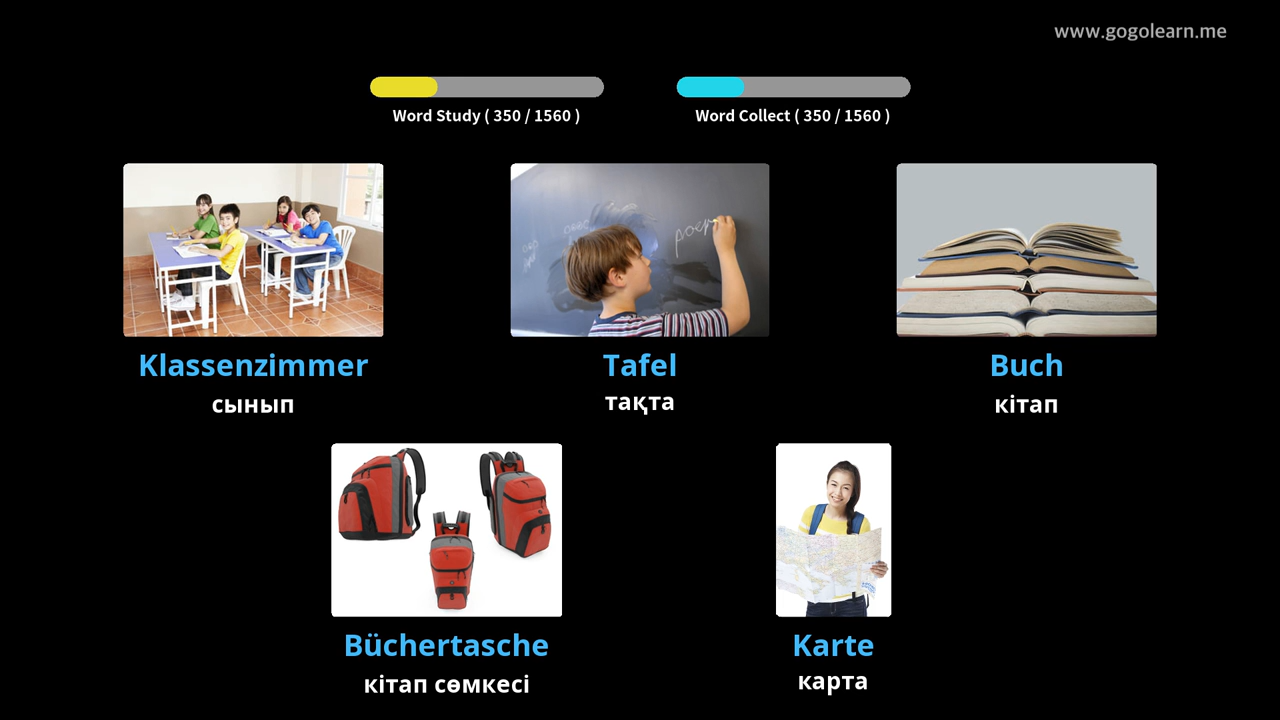 www.gogolearn.me
Word Study ( 350 / 1560 )
Word Collect ( 350 / 1560 )
poer
Klassenzimmer
Tafel
Buch
сынып
тақта
кітап
Büchertasche
Karte
кітап сөмкесі
карта